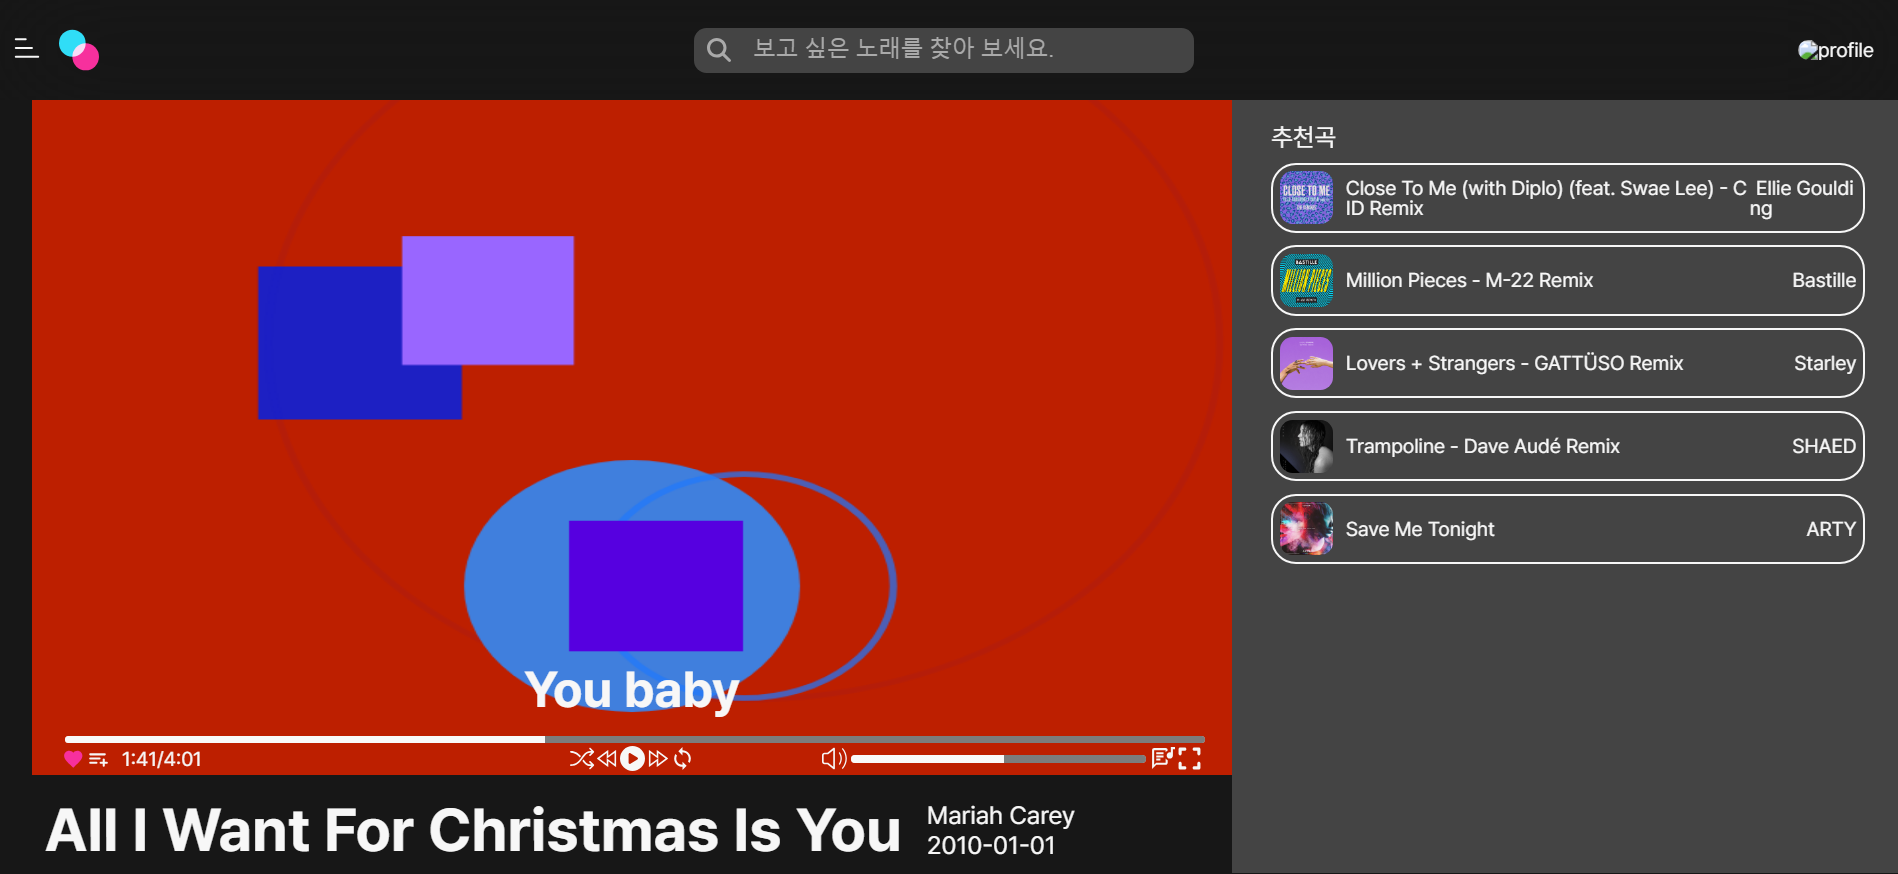 보고 싶은 노래를 찾아 보세요.
profile
추천곡
CLOSE TO ME
Close To Me (with Diplo) (feat. Swae Lee) - C
ID Remix
Ellie Gouldi
ng
BASTILLE
MILLION PIECES
Million Pieces - M-22 Remix
Bastille
Lovers + Strangers - GATTÜSO Remix
Starley
Trampoline - Dave Audé Remix
SHAED
Save Me Tonight
ARTY
You baby
1:41/4:01
All I Want For Christmas Is You
Mariah Carey
2010-01-01